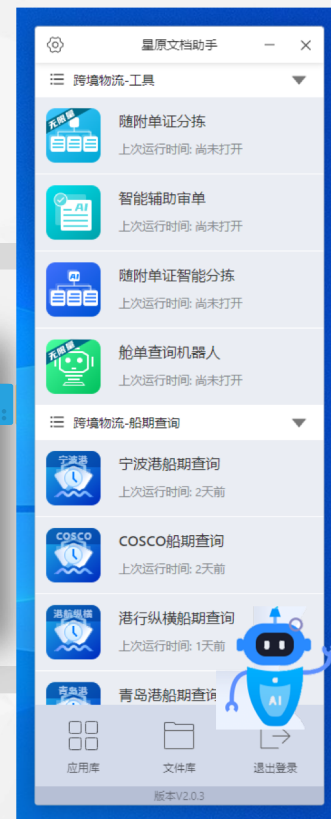 星原文档助手
跨境物流-工具
无限量
随附单证分拣
上次运行时间: 尚未打开
AI
智能辅助审单
上次运行时间: 尚未打开
AI
随附单证智能分拣
上次运行时间: 尚未打开
无限量
舱单查询机器人
上次运行时间: 尚未打开
跨境物流-船期查询
宁波港
宁波港船期查询
上次运行时间: 2天前
COSCO
COSCO船期查询
上次运行时间: 2天前
港航纵横
港行纵横船期查询
上次运行时间: 1天前
青岛港
青岛港船期查询
AI
应用库
文件库
退出登录
版本V2.0.3